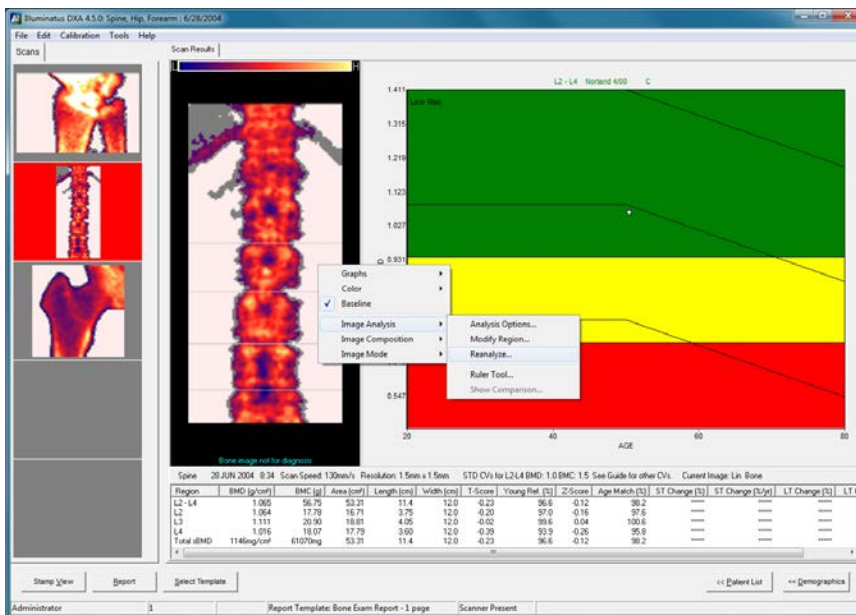 Illuminatus DXA 4.5.0: Spine, Hip, Forearm : 6/28/2004
File Edit Calibration Tools Help
Scans
Scan Results
L H
L2 - L4 Norland 4/00 C
Low Risk
1.411
1.315
1.219
1.123
1.027
0.931
0.547
20 40 60 80
AGE
Graphs
Color
Baseline
Image Analysis
Image Composition
Image Mode
Analysis Options...
Modify Region...
Reanalyze...
Ruler Tool...
Show Comparison...
Bone image not for diagnosis
Spine 28 JUN 2004 8:34 Scan Speed: 130mm/s Resolution: 1.5mm x 1.5mm STD CVs for L2-L4 BMD: 1.0 BMC: 1.5 See Guide for other CVs. Current Image: Lin Bone
Region BMD (g/cm²) BMC (g) Area (cm²) Length (cm) Width (cm) T-Score Young Ref. (%) Z-Score Age Match (%) ST Change (%) ST Change (%/yr) LT Change (%) LT
L2 - L4 1.065 56.75 53.31 11.4 12.0 -0.23 96.6 -0.12 98.2 ***** ***** *****
L2 1.064 17.78 16.71 3.75 12.0 -0.20 97.0 -0.16 97.6 ***** ***** *****
L3 1.111 20.90 18.81 4.05 12.0 -0.02 99.6 0.04 100.6 ***** ***** *****
L4 1.016 18.07 17.79 3.60 12.0 -0.39 93.9 -0.26 95.8 ***** ***** *****
Total sBMD 1146mg/cm² 61070mg 53.31 11.4 12.0 -0.23 96.6 -0.12 98.2 ***** ***** *****
Stamp View Report Select Template << Patient List << Demographics
Administrator 1 Report Template: Bone Exam Report - 1 page Scanner Present